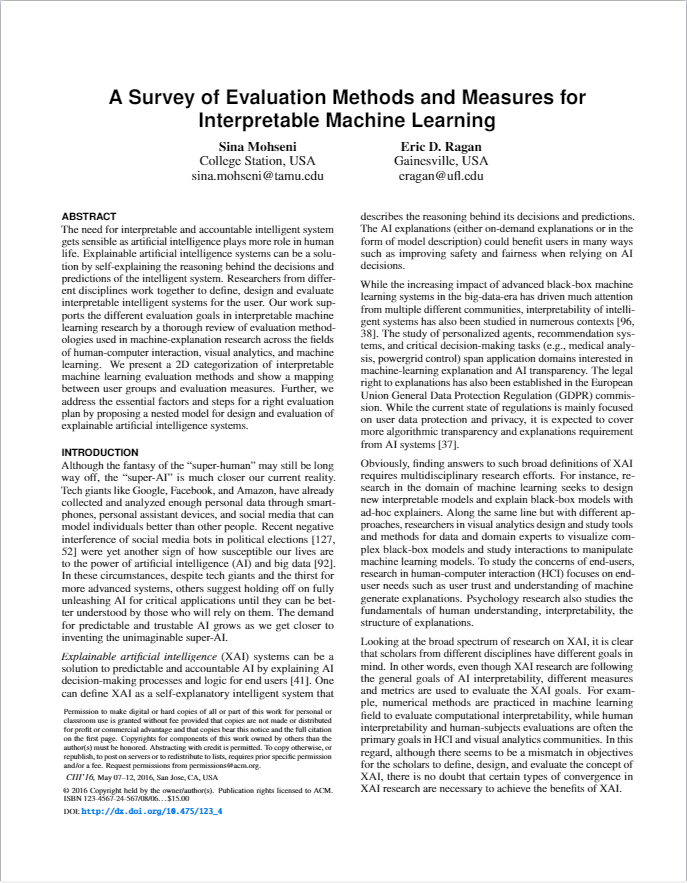 A Survey of Evaluation Methods and Measures for
Interpretable Machine Learning
Sina Mohseni
College Station, USA
sina.mohseni@tamu.edu
Eric D. Ragan
Gainesville, USA
eragan@ufl.edu
ABSTRACT
The need for interpretable and accountable intelligent system
gets sensible as artificial intelligence plays more role in human
life. Explainable artificial intelligence systems can be a solu-
tion by self-explaining the reasoning behind the decisions and
predictions of the intelligent system. Researchers from differ-
ent disciplines work together to define, design and evaluate
interpretable intelligent systems for the user. Our work sup-
ports the different evaluation goals in interpretable machine
learning research by a thorough review of evaluation method-
ologies used in machine-explanation research across the fields
of human-computer interaction, visual analytics, and machine
learning. We present a 2D categorization of interpretable
machine learning evaluation methods and show a mapping
between user groups and evaluation measures. Further, we
address the essential factors and steps for a right evaluation
plan by proposing a nested model for design and evaluation of
explainable artificial intelligence systems.
INTRODUCTION
Although the fantasy of the “super-human” may still be long
way off, the “super-AI” is much closer our current reality.
Tech giants like Google, Facebook, and Amazon, have already
collected and analyzed enough personal data through smart-
phones, personal assistant devices, and social media that can
model individuals better than other people. Recent negative
interference of social media bots in political elections [127,
52] were yet another sign of how susceptible our lives are
to the power of artificial intelligence (AI) and big data [92].
In these circumstances, despite tech giants and the thirst for
more advanced systems, others suggest holding off on fully
unleashing AI for critical applications until they can be bet-
ter understood by those who will rely on them. The demand
for predictable and trustable AI grows as we get closer to
inventing the unimaginable super-AI.
Explainable artificial intelligence (XAI) systems can be a
solution to predictable and accountable AI by explaining AI
decision-making processes and logic for end users [41]. One
can define XAI as a self-explanatory intelligent system that
Permission to make digital or hard copies of all or part of this work for personal or
classroom use is granted without fee provided that copies are not made or distributed
for profit or commercial advantage and that copies bear this notice and the full citation
on the first page. Copyrights for components of this work owned by others than the
author(s) must be honored. Abstracting with credit is permitted. To copy otherwise, or
republish, to post on servers or to redistribute to lists, requires prior specific permission
and/or a fee. Request permissions from permissions@acm.org.
CHI'16, May 07–12, 2016, San Jose, CA, USA
© 2016 Copyright held by the owner/author(s). Publication rights licensed to ACM.
ISBN 123-4567-24-567/08/06…$15.00
DOI: http://dx.doi.org/10.475/123_4
describes the reasoning behind its decisions and predictions.
The AI explanations (either on-demand explanations or in the
form of model description) could benefit users in many ways
such as improving safety and fairness when relying on AI
decisions.
While the increasing impact of advanced black-box machine
learning systems in the big-data-era has driven much attention
from multiple different communities, interpretability of intelli-
gent systems has also been studied in numerous contexts [96,
38]. The study of personalized agents, recommendation sys-
tems, and critical decision-making tasks (e.g., medical analy-
sis, powergrid control) span application domains interested in
machine-learning explanation and AI transparency. The legal
right to explanations has also been established in the European
Union General Data Protection Regulation (GDPR) commis-
sion. While the current state of regulations is mainly focused
on user data protection and privacy, it is expected to cover
more algorithmic transparency and explanations requirement
from AI systems [37].
Obviously, finding answers to such broad definitions of XAI
requires multidisciplinary research efforts. For instance, re-
search in the domain of machine learning seeks to design
new interpretable models and explain black-box models with
ad-hoc explainers. Along the same line but with different ap-
proaches, researchers in visual analytics design and study tools
and methods for data and domain experts to visualize com-
plex black-box models and study interactions to manipulate
machine learning models. To study the concerns of end-users,
research in human-computer interaction (HCI) focuses on end-
user needs such as user trust and understanding of machine
generate explanations. Psychology research also studies the
fundamentals of human understanding, interpretability, the
structure of explanations.
Looking at the broad spectrum of research on XAI, it is clear
that scholars from different disciplines have different goals in
mind. In other words, even though XAI research are following
the general goals of AI interpretability, different measures
and metrics are used to evaluate the XAI goals. For exam-
ple, numerical methods are practiced in machine learning
field to evaluate computational interpretability, while human
interpretability and human-subjects evaluations are often the
primary goals in HCI and visual analytics communities. In this
regard, although there seems to be a mismatch in objectives
for the scholars to define, design, and evaluate the concept of
XAI, there is no doubt that certain types of convergence in
XAI research are necessary to achieve the benefits of XAI.